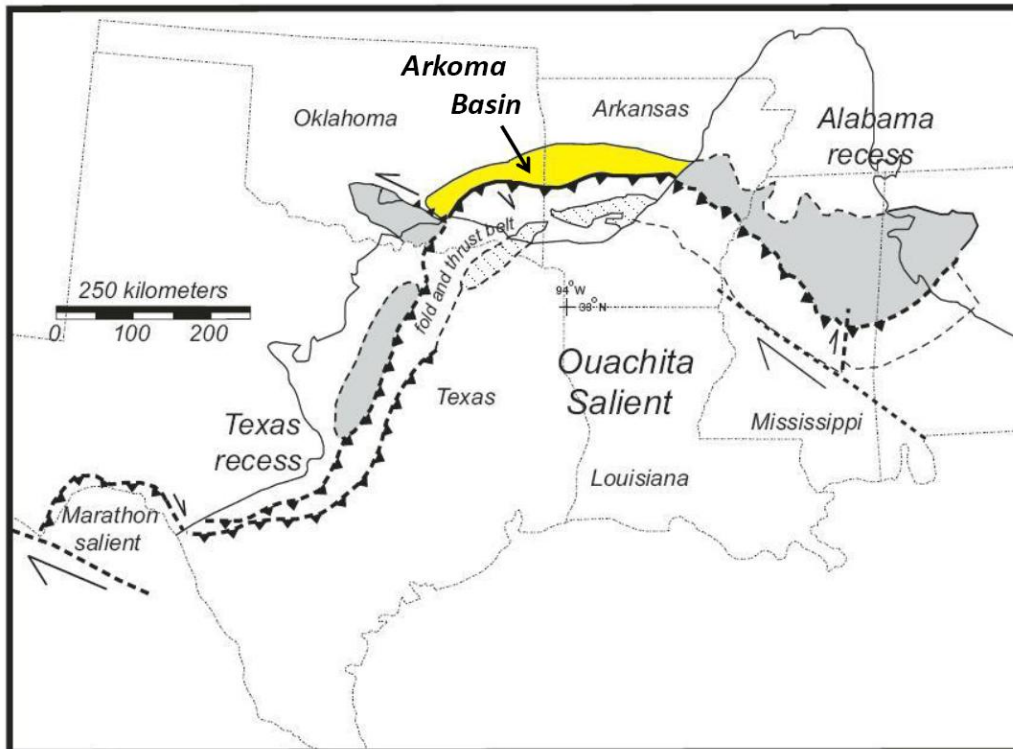 Arkoma
Basin
Oklahoma
Arkansas
Alabama
recess
fold and thrust belt
250 kilometers
0 100 200
94°W
33°N
Ouachita
Salient
Texas
Texas
recess
Mississippi
Louisiana
Marathon
salient